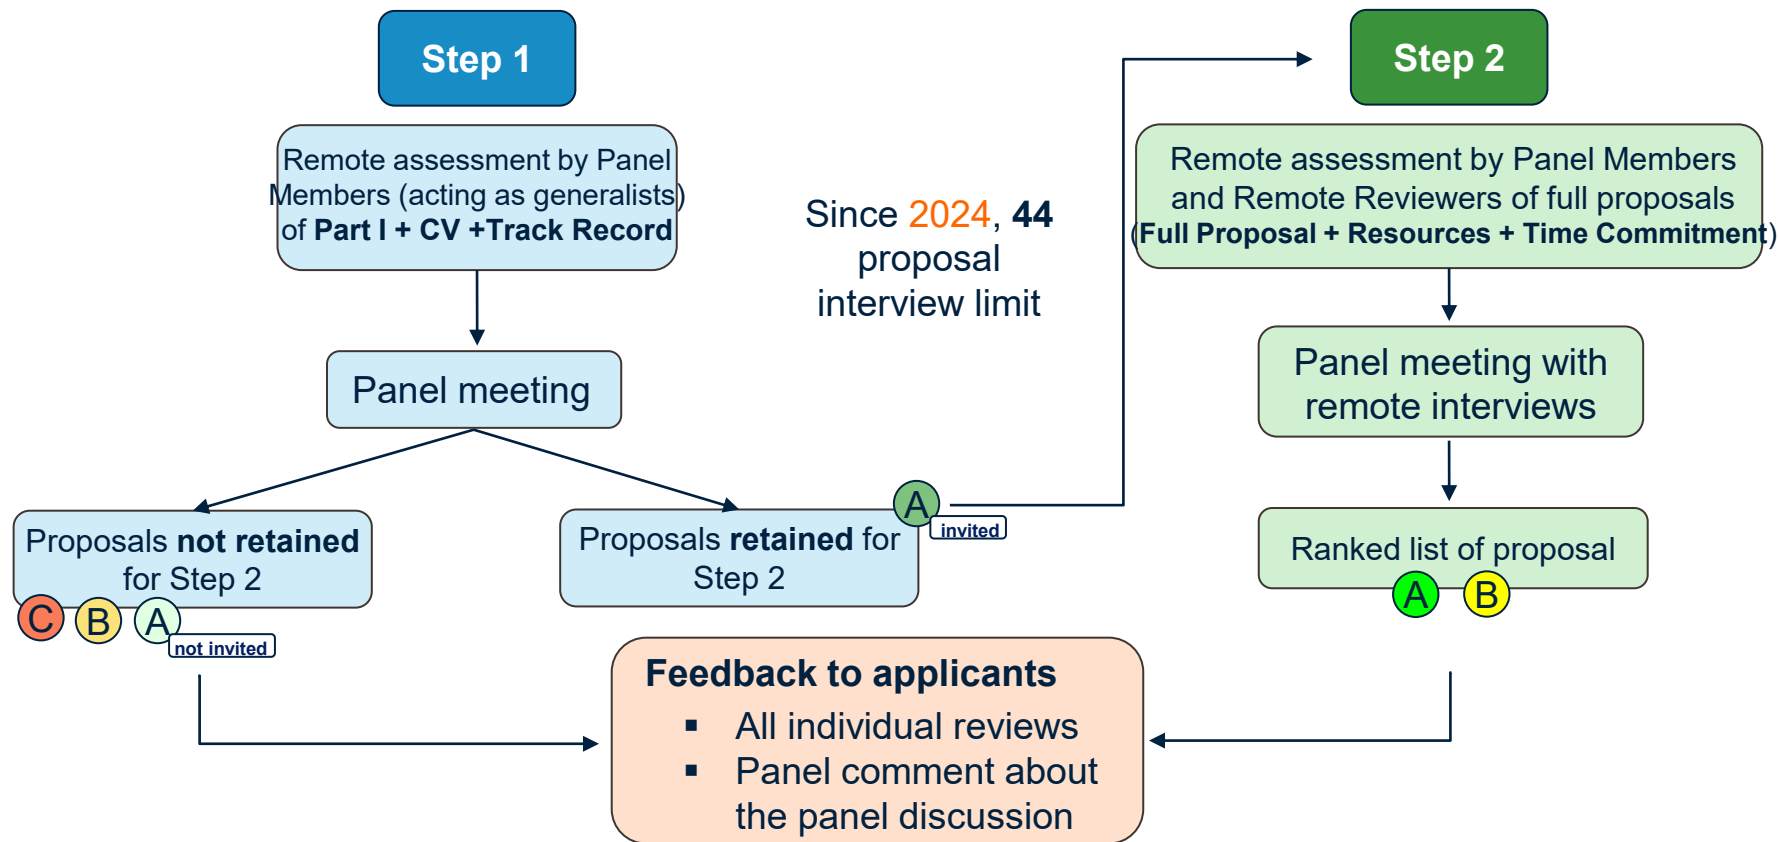 Step 1
Remote assessment by Panel
Members (acting as generalists)
of Part I + CV +Track Record
Panel meeting
Proposals not retained
for Step 2
C
B
A
not invited
Proposals retained for
Step 2
A
invited
Since 2024, 44
proposal
interview limit
Step 2
Remote assessment by Panel Members
and Remote Reviewers of full proposals
(Full Proposal + Resources + Time Commitment)
Panel meeting with
remote interviews
Ranked list of proposal
A
B
Feedback to applicants
▪ All individual reviews
▪ Panel comment about
the panel discussion